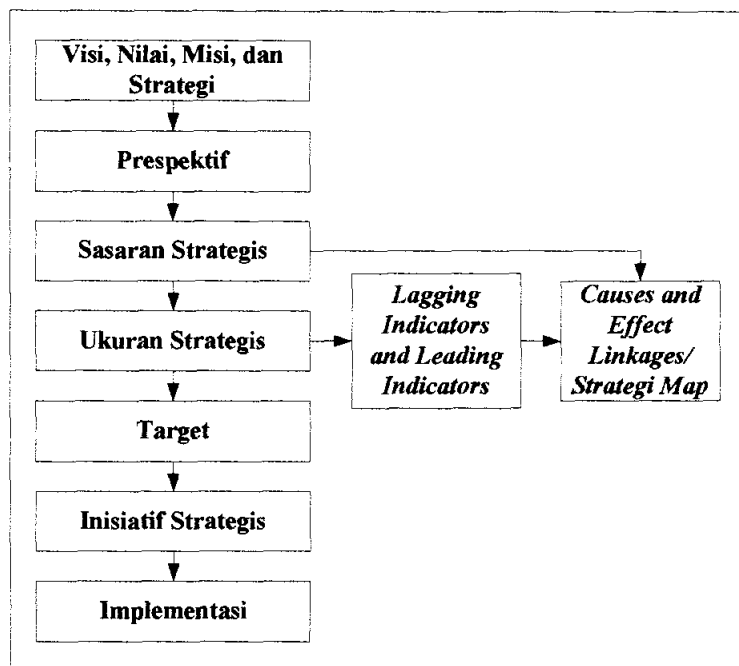 Visi, Nilai, Misi, dan
Strategi
Prespektif
Sasaran Strategis
Ukuran Strategis
Lagging
Indicators
and Leading
Indicators
Causes and
Effect
Linkages/
Strategi Map
Target
Inisiatif Strategis
Implementasi